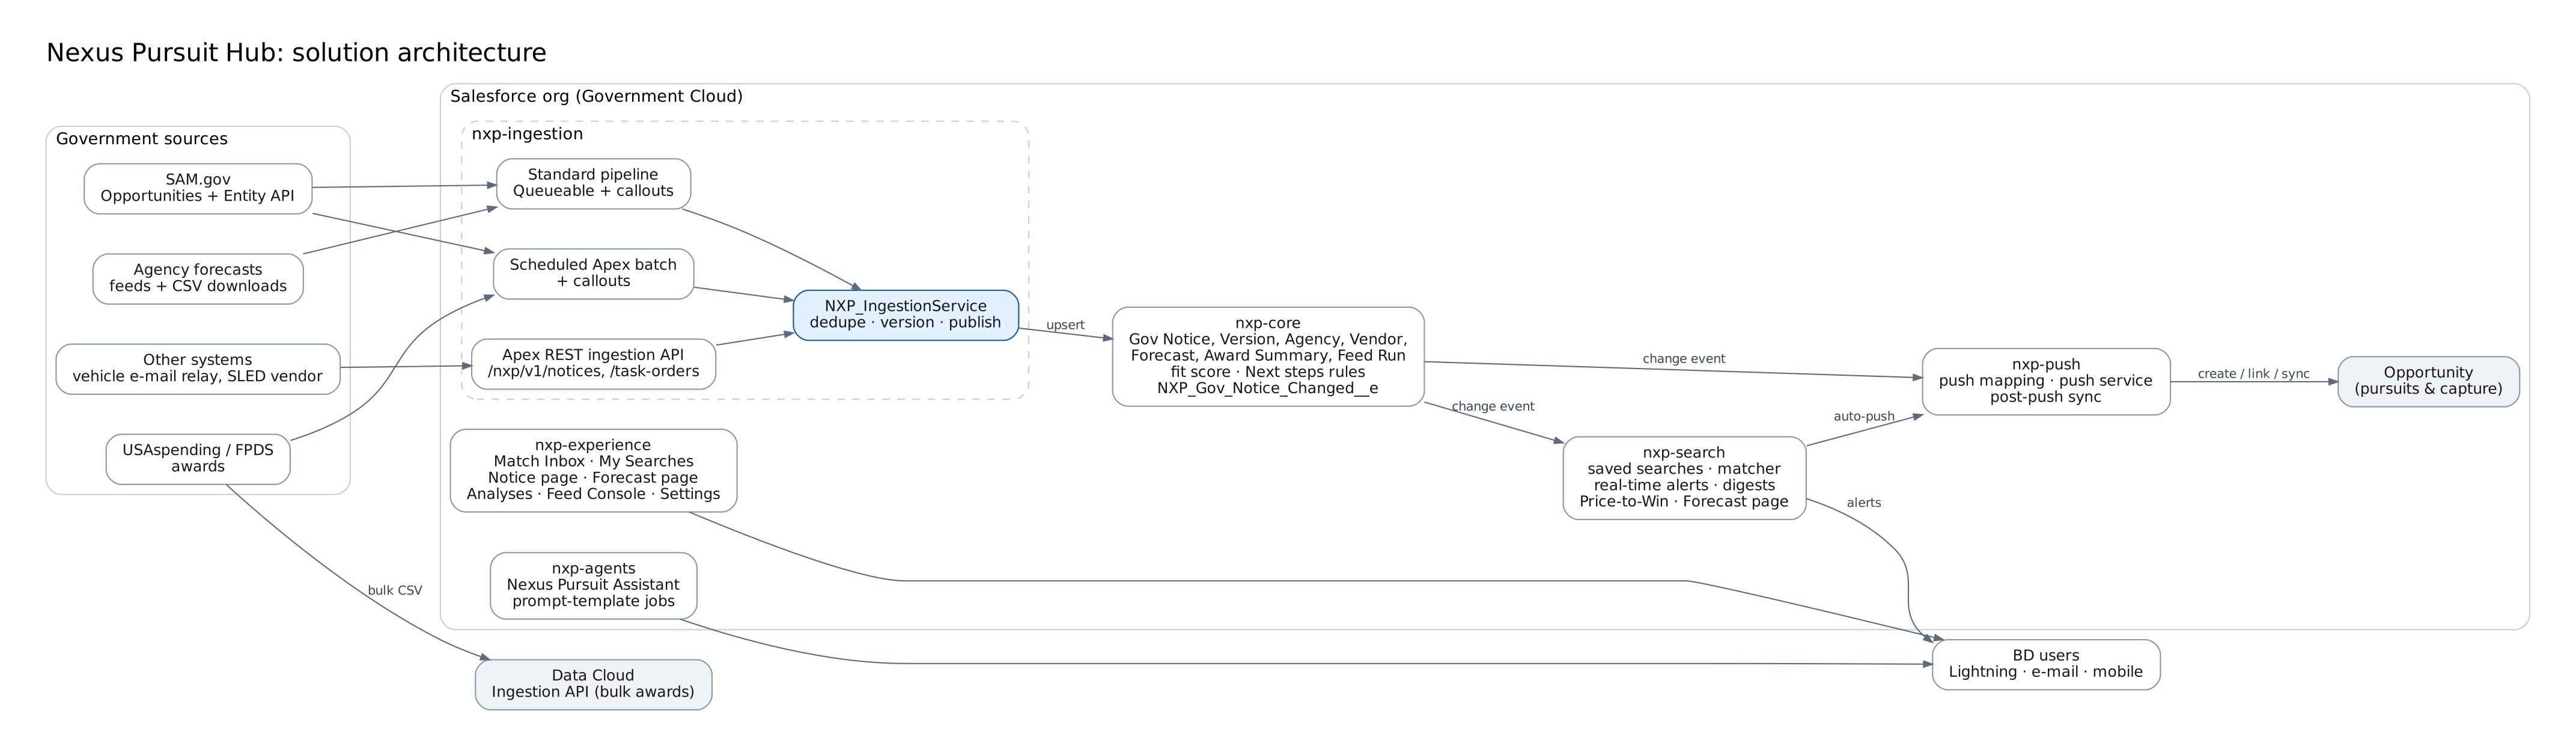 Nexus Pursuit Hub: solution architecture
Salesforce org (Government Cloud)
Government sources
nxp-ingestion
SAM.gov
Opportunities + Entity API
Agency forecasts
feeds + CSV downloads
Other systems
vehicle e-mail relay, SLED vendor
USAspending / FPDS
awards
Standard pipeline
Queueable + callouts
Scheduled Apex batch
+ callouts
Apex REST ingestion API
/nxp/v1/notices, /task-orders
NXP_IngestionService
dedupe · version · publish
upsert
nxp-core
Gov Notice, Version, Agency, Vendor,
Forecast, Award Summary, Feed Run
fit score · Next steps rules
NXP_Gov_Notice_Changed__e
change event
change event
nxp-search
saved searches · matcher
real-time alerts · digests
Price-to-Win · Forecast page
auto-push
alerts
nxp-push
push mapping · push service
post-push sync
create / link / sync
Opportunity
(pursuits & capture)
nxp-experience
Match Inbox · My Searches
Notice page · Forecast page
Analyses · Feed Console · Settings
nxp-agents
Nexus Pursuit Assistant
prompt-template jobs
bulk CSV
Data Cloud
Ingestion API (bulk awards)
BD users
Lightning · e-mail · mobile